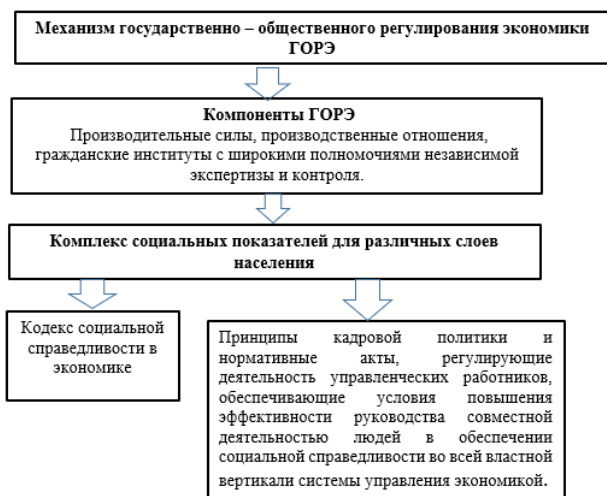 Механизм государственно – общественного регулирования экономики
ГОРЭ
Компоненты ГОРЭ
Производительные силы, производственные отношения,
гражданские институты с широкими полномочиями независимой
экспертизы и контроля.
Комплекс социальных показателей для различных слоев
населения
Кодекс социальной
справедливости в
экономике
Принципы кадровой политики и
нормативные акты, регулирующие
деятельность управленческих работников,
обеспечивающие условия повышения
эффективности руководства совместной
деятельностью людей в обеспечении
социальной справедливости во всей властной
вертикали системы управления экономикой.